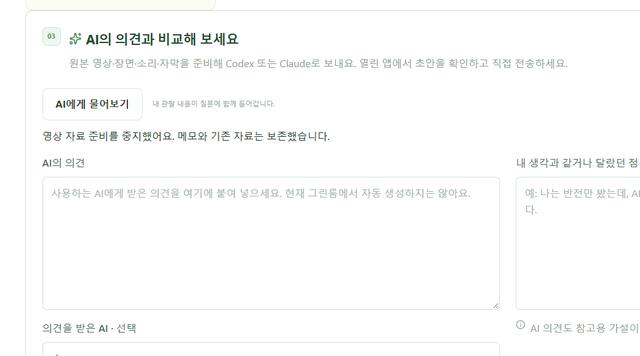 03
AI의 의견과 비교해 보세요
원본 영상·장면·소리·자막을 준비해 Codex 또는 Claude로 보내요. 열린 앱에서 초안을 확인하고 직접 전송하세요.
AI에게 물어보기
내 관찰 내용이 질문에 함께 들어갑니다.
영상 자료 준비를 중지했어요. 메모와 기존 자료는 보존했습니다.
AI의 의견
내 생각과 같거나 달랐던 점
사용하는 AI에게 받은 의견을 여기에 붙여 넣으세요. 현재 그린룸에서 자동 생성하지는 않아요.
예: 나는 반전만 봤는데, AI
다.
의견을 받은 AI · 선택
AI 의견도 참고용 가설이